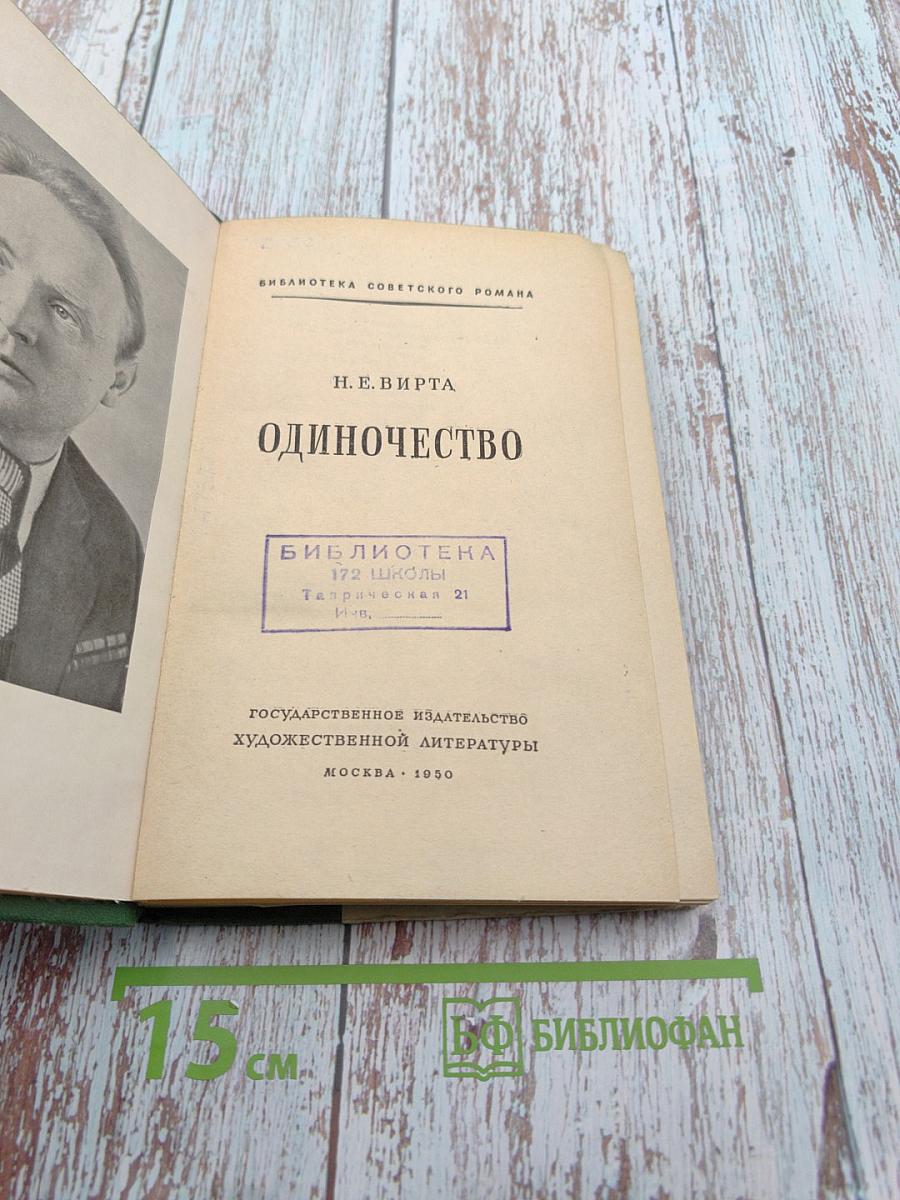 БИБЛИОТЕКА СОВЕТСКОГО РОМАНА
Н. Е. ВИРТА
ОДИНОЧЕСТВО
БИБЛИОТЕКА
172 ШКОЛЫ
Таврическая 21
Инв.
ГОСУДАРСТВЕННОЕ ИЗДАТЕЛЬСТВО
ХУДОЖЕСТВЕННОЙ ЛИТЕРАТУРЫ
МОСКВА · 1950
15 см
БФ БИБЛИОФАН